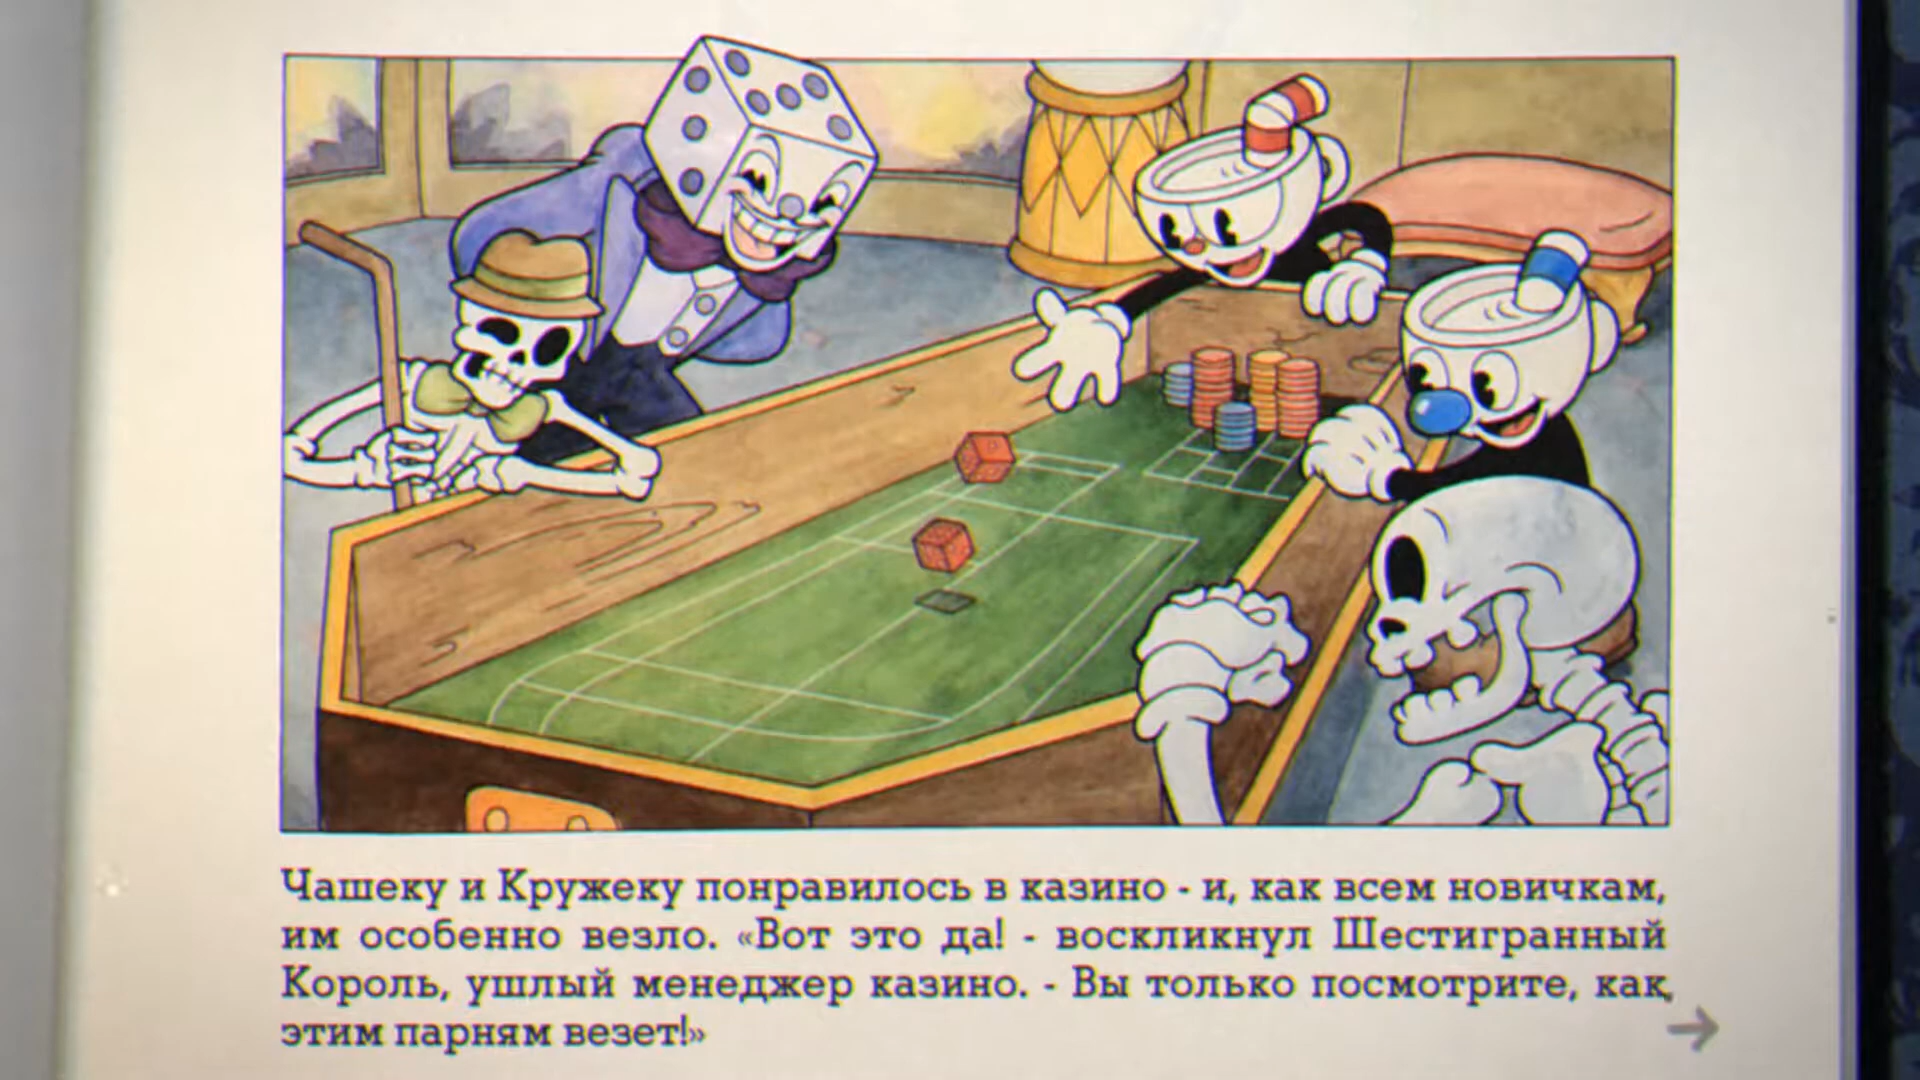 Чашеку и Кружеку понравилось в казино - и, как всем новичкам,
им особенно везло. «Вот это да! - воскликнул Шестигранный
Король, ушлый менеджер казино. - Вы только посмотрите, как,
этим парням везет!»